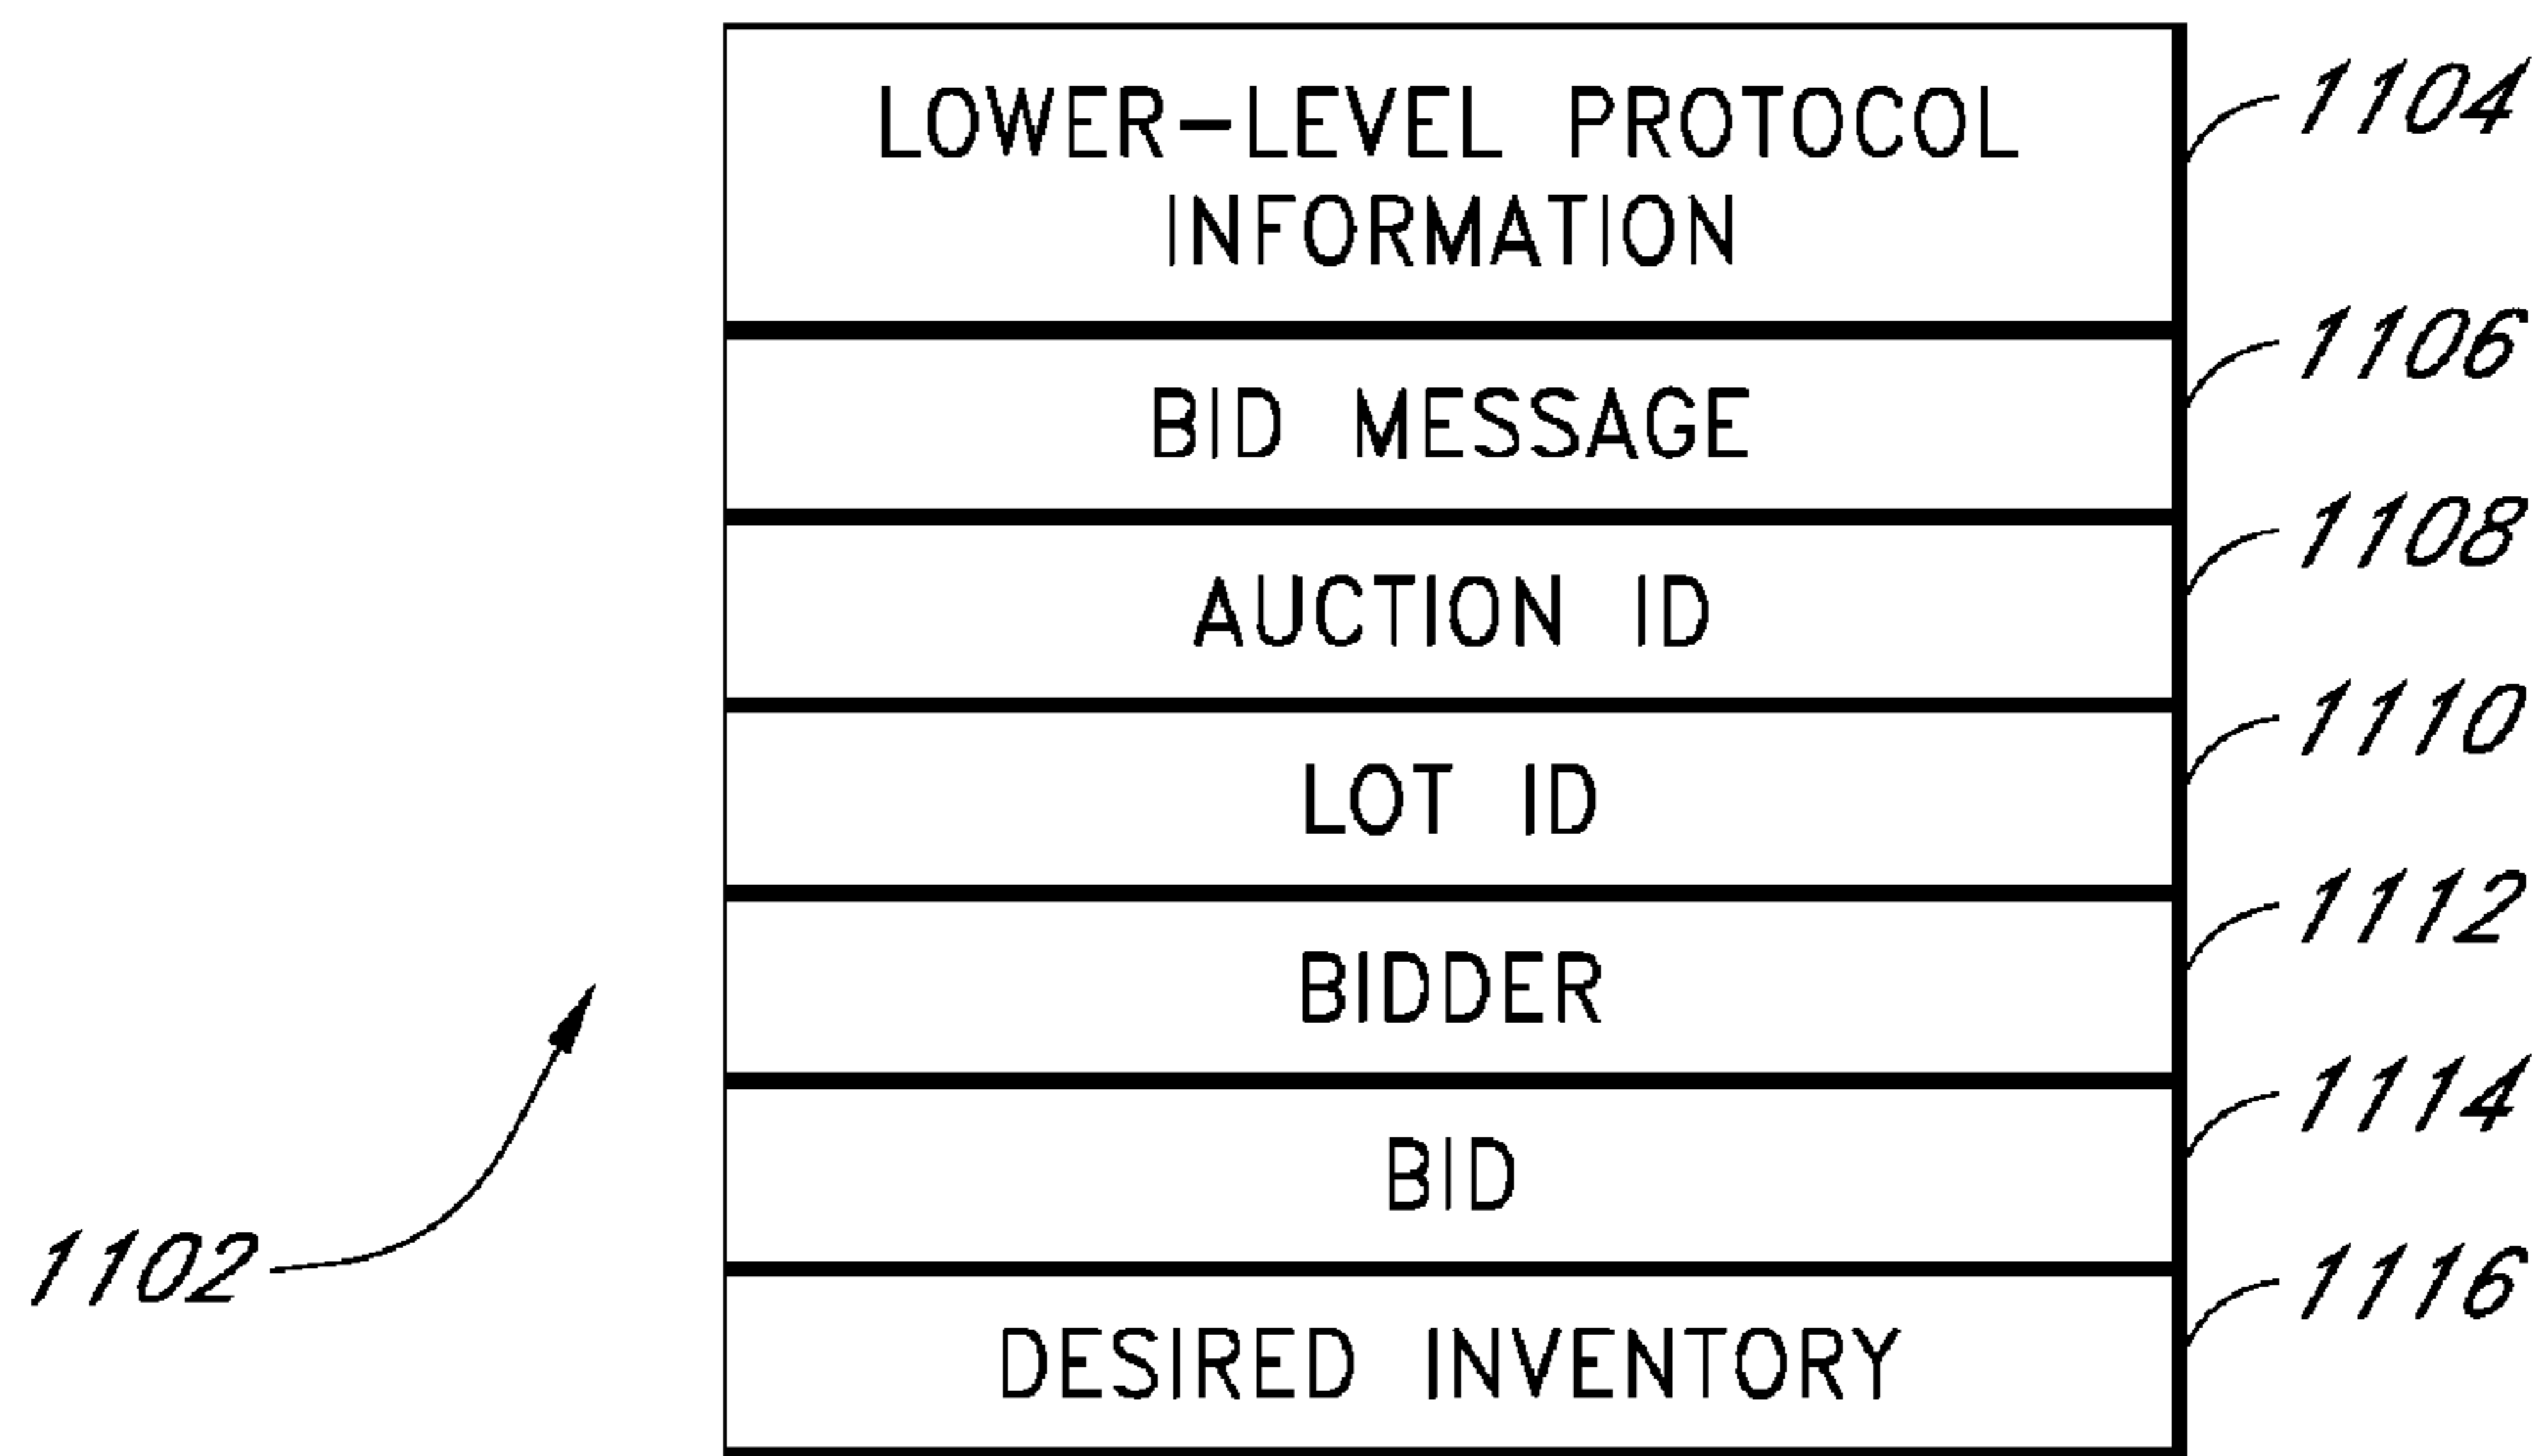 LOWER-LEVEL PROTOCOL
INFORMATION
1104
BID MESSAGE
1106
AUCTION ID
1108
LOT ID
1110
BIDDER
1112
BID
1114
DESIRED INVENTORY
1116
1102